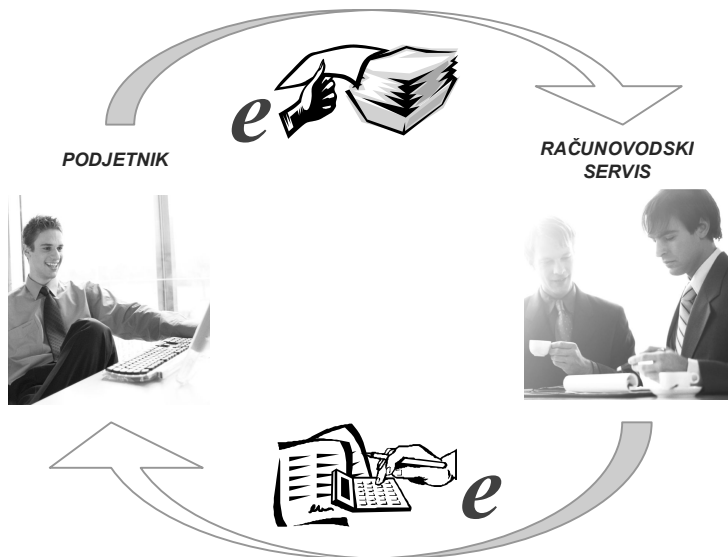 e
PODJETNIK
RAČUNOVODSKI
SERVIS
e